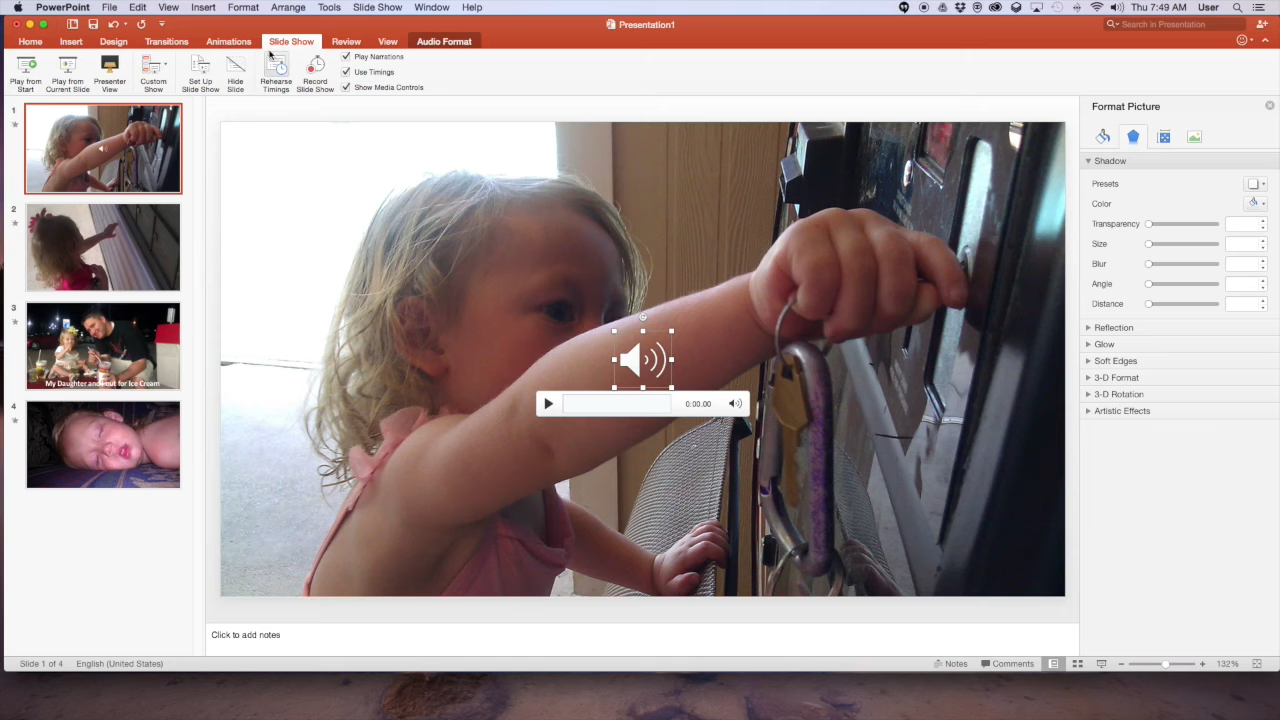 PowerPoint File Edit View Insert Format Arrange Tools Slide Show Window Help
Thu 7:49 AM User
Presentation1
Search in Presentation
Home Insert Design Transitions Animations Slide Show Review View Audio Format
Play from Start
Play from Current Slide
Presenter View
Custom Show
Set Up Slide Show
Hide Slide
Rehearse Timings
Record Slide Show
Play Narrations
Use Timings
Show Media Controls
1
2
3
My Daughter and I out for Ice Cream
4
0:00.00
Format Picture
Shadow
Presets
Color
Transparency
Size
Blur
Angle
Distance
Reflection
Glow
Soft Edges
3-D Format
3-D Rotation
Artistic Effects
Click to add notes
Slide 1 of 4 English (United States)
Notes Comments 132%